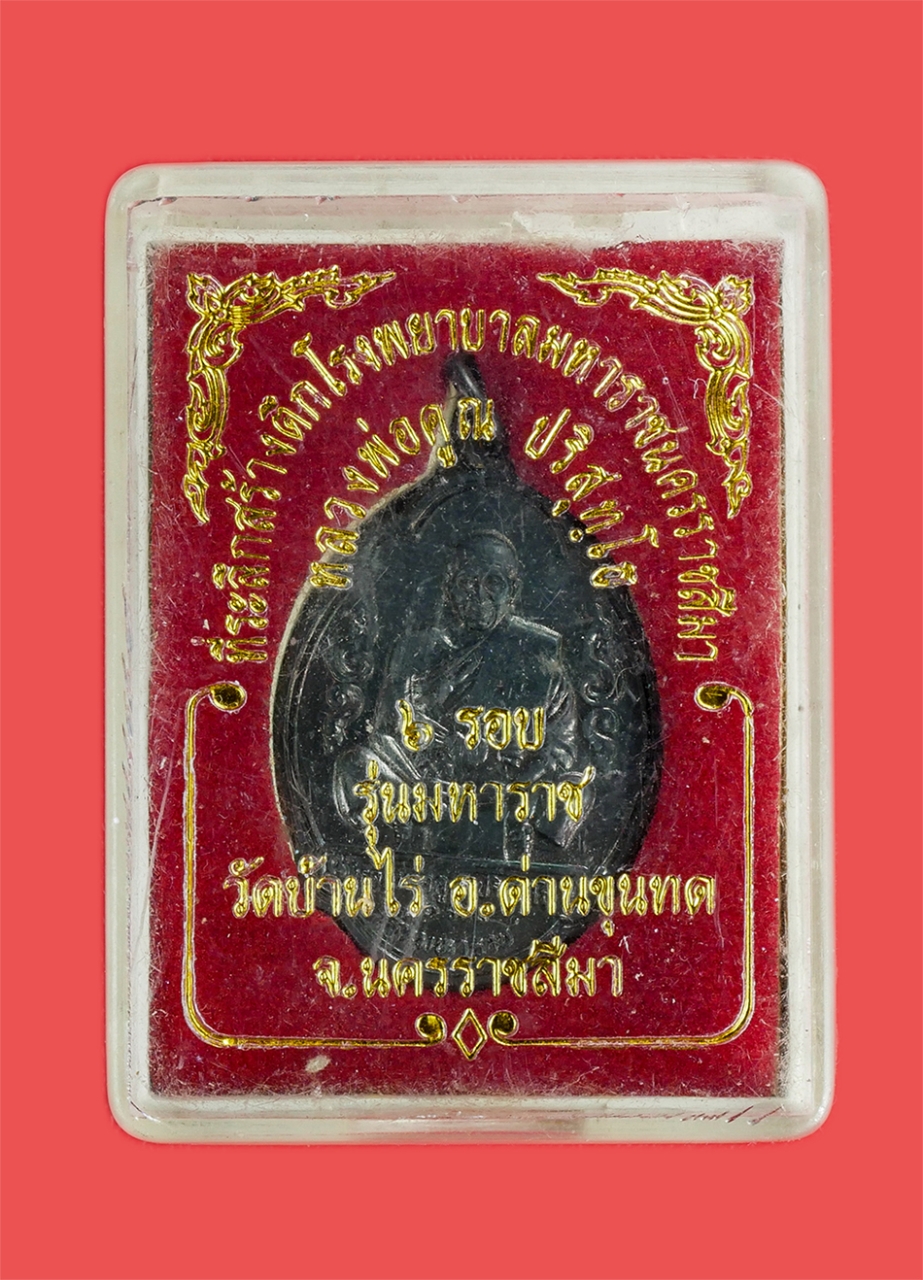 ที่ระลึกสร้างตึกโรงพยาบาลมหาราชนครราชสีมา
หลวงพ่อคูณ ปริสุทฺโธ
๖ รอบ
รุ่นมหาราช
วัดบ้านไร่ อ.ด่านขุนทด
จ.นครราชสีมา